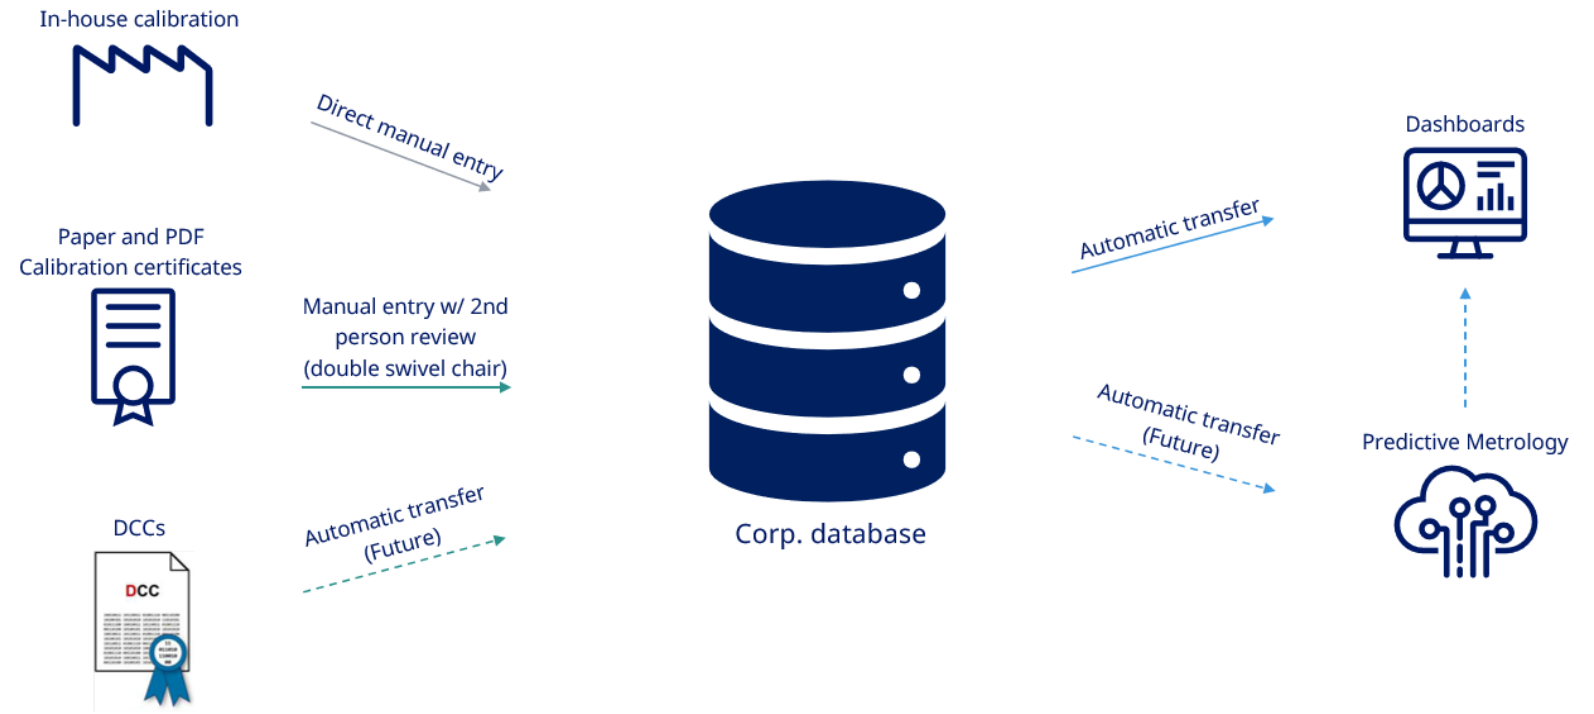 In-house calibration
Direct manual entry
Paper and PDF
Calibration certificates
Manual entry w/ 2nd
person review
(double swivel chair)
DCCs
DCC
Automatic transfer
(Future)
Corp. database
Automatic transfer
Dashboards
Automatic transfer
(Future)
Predictive Metrology